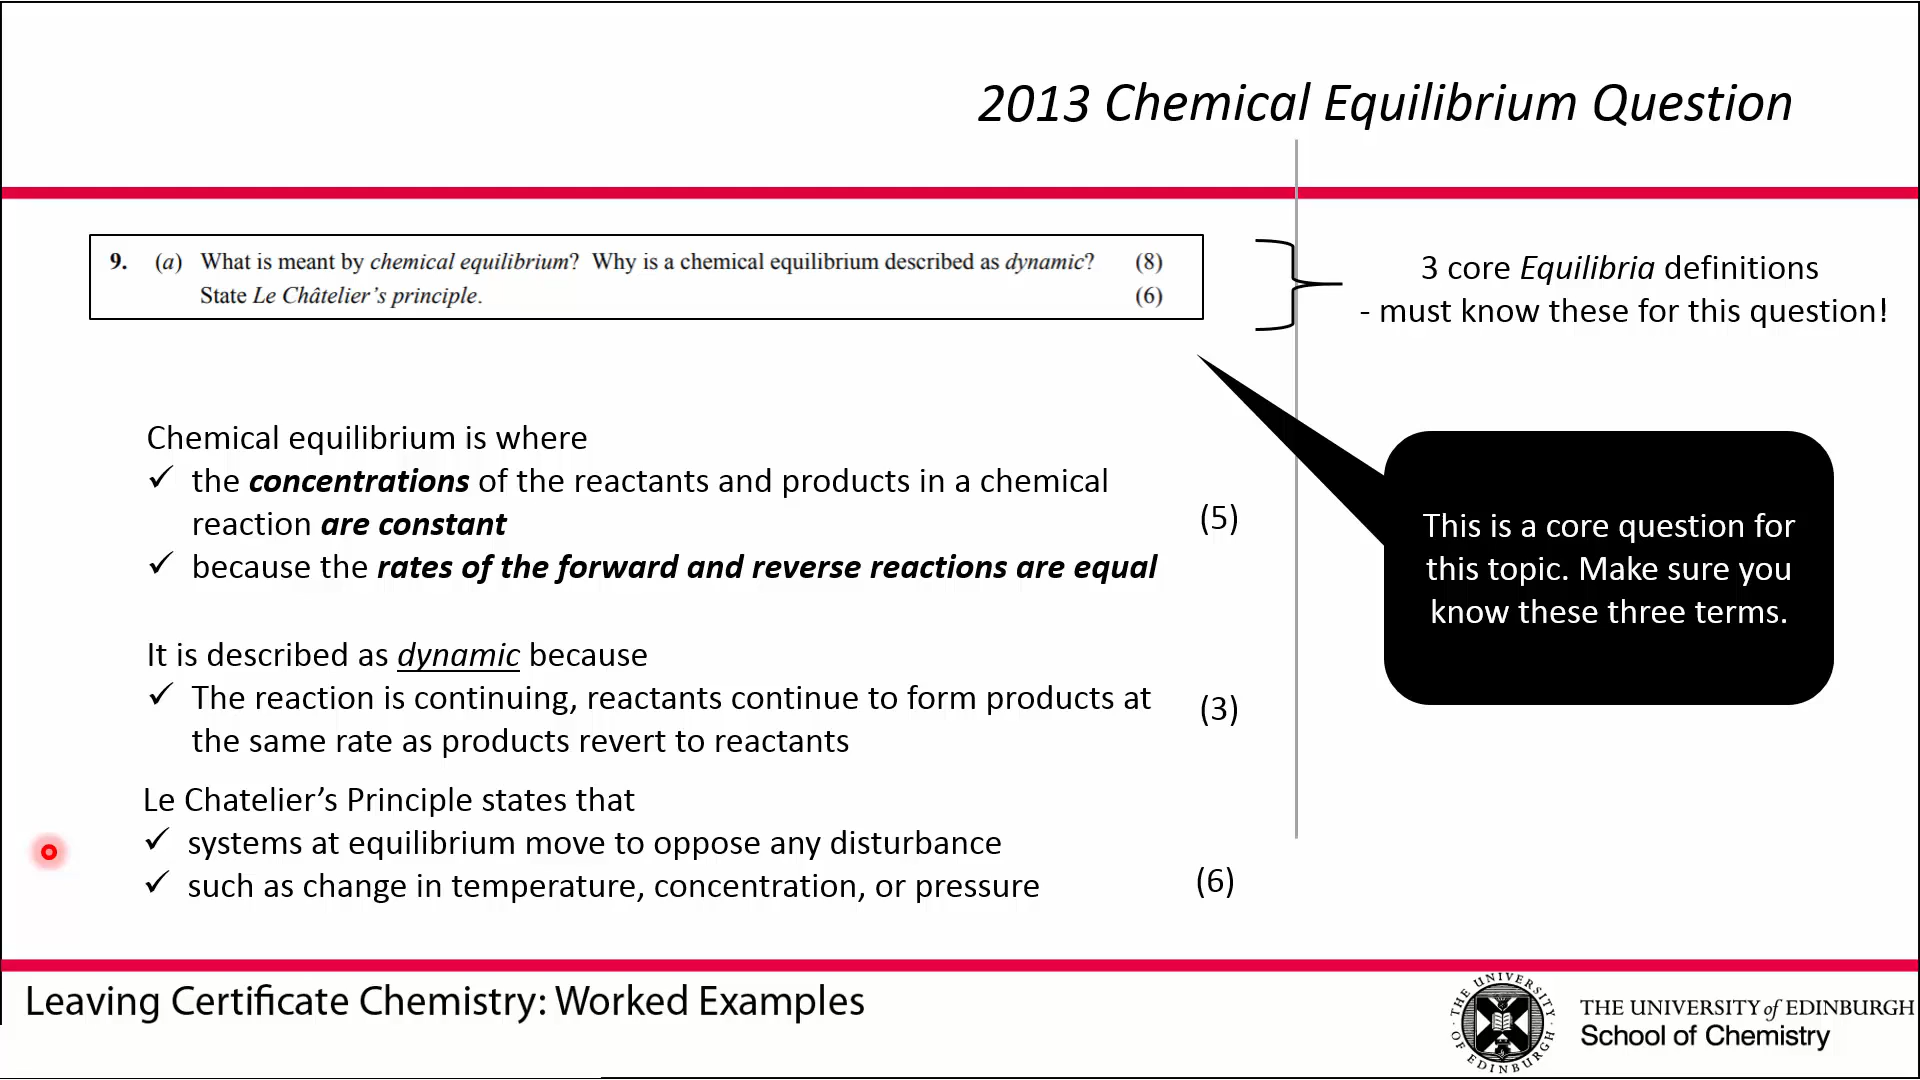 2013 Chemical Equilibrium Question
9. (a) What is meant by chemical equilibrium? Why is a chemical equilibrium described as dynamic? (8)
State Le Châtelier’s principle. (6)
3 core Equilibria definitions
- must know these for this question!
Chemical equilibrium is where
✓ the concentrations of the reactants and products in a chemical
reaction are constant
(5)
✓ because the rates of the forward and reverse reactions are equal
This is a core question for
this topic. Make sure you
know these three terms.
It is described as dynamic because
✓ The reaction is continuing, reactants continue to form products at
the same rate as products revert to reactants
(3)
Le Chatelier’s Principle states that
✓ systems at equilibrium move to oppose any disturbance
✓ such as change in temperature, concentration, or pressure
(6)
Leaving Certificate Chemistry: Worked Examples
THE UNIVERSITY OF EDINBURGH
THE UNIVERSITY of EDINBURGH
School of Chemistry